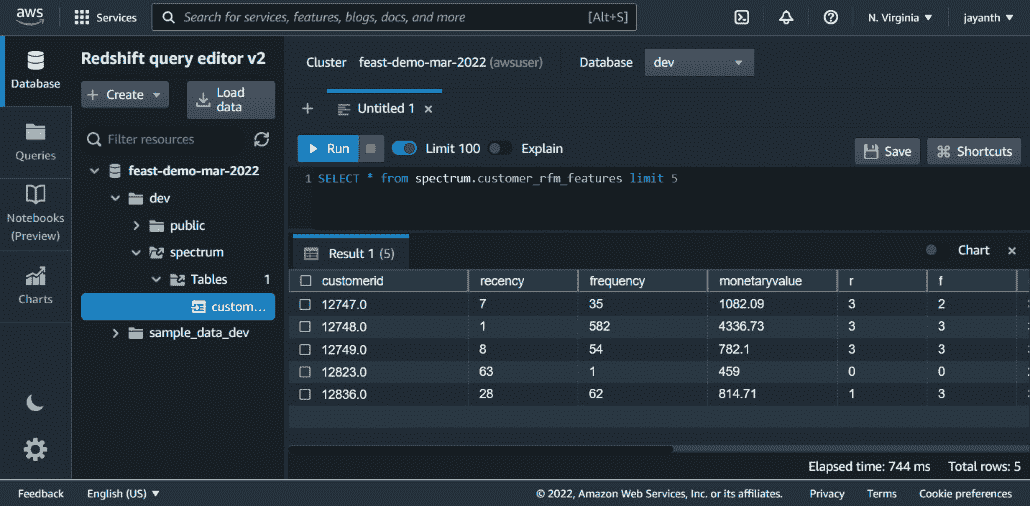 aws Services Search for services, features, blogs, docs, and more [Alt+S] N. Virginia jayanth
Database
Queries
Notebooks
(Preview)
Charts
Redshift query editor v2
Create Load
data
Filter resources
feast-demo-mar-2022
dev
public
spectrum
Tables 1
custom...
sample_data_dev
Cluster feast-demo-mar-2022 (awsuser) Database dev
Untitled 1
Run Limit 100 Explain Save Shortcuts
1 SELECT * from spectrum.customer_rfm_features limit 5
Result 1 (5) Chart
customerid recency frequency monetaryvalue r f
12747.0 7 35 1082.09 3 2
12748.0 1 582 4336.73 3 3
12749.0 8 54 782.1 3 3
12823.0 63 1 459 0 0
12836.0 28 62 814.71 1 3
Elapsed time: 744 ms Total rows: 5
Feedback English (US) © 2022, Amazon Web Services, Inc. or its affiliates. Privacy Terms Cookie preferences